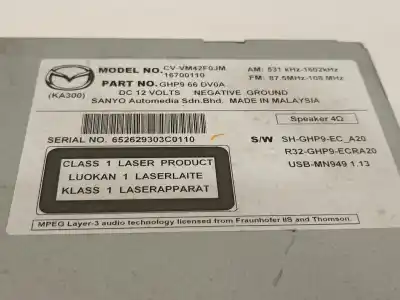 MODEL NO. CV-VM42F0JM
16700110
AM: 531 kHz-1602kHz
FM: 87.5MHz-108 MHz
(KA300)
PART NO. GHP9 66 DV0A
DC 12 VOLTS NEGATIVE GROUND
SANYO Automedia Sdn.Bhd. MADE IN MALAYSIA
Speaker 4Ω
SERIAL NO. 652629303C0110
S/W SH-GHP9-EC_A20
R32-GHP9-ECRA20
USB-MN949 1.13
CLASS 1 LASER PRODUCT
LUOKAN 1 LASERLAITE
KLASS 1 LASERAPPARAT
MPEG Layer-3 audio technology licensed from Fraunhofer IIS and Thomson.